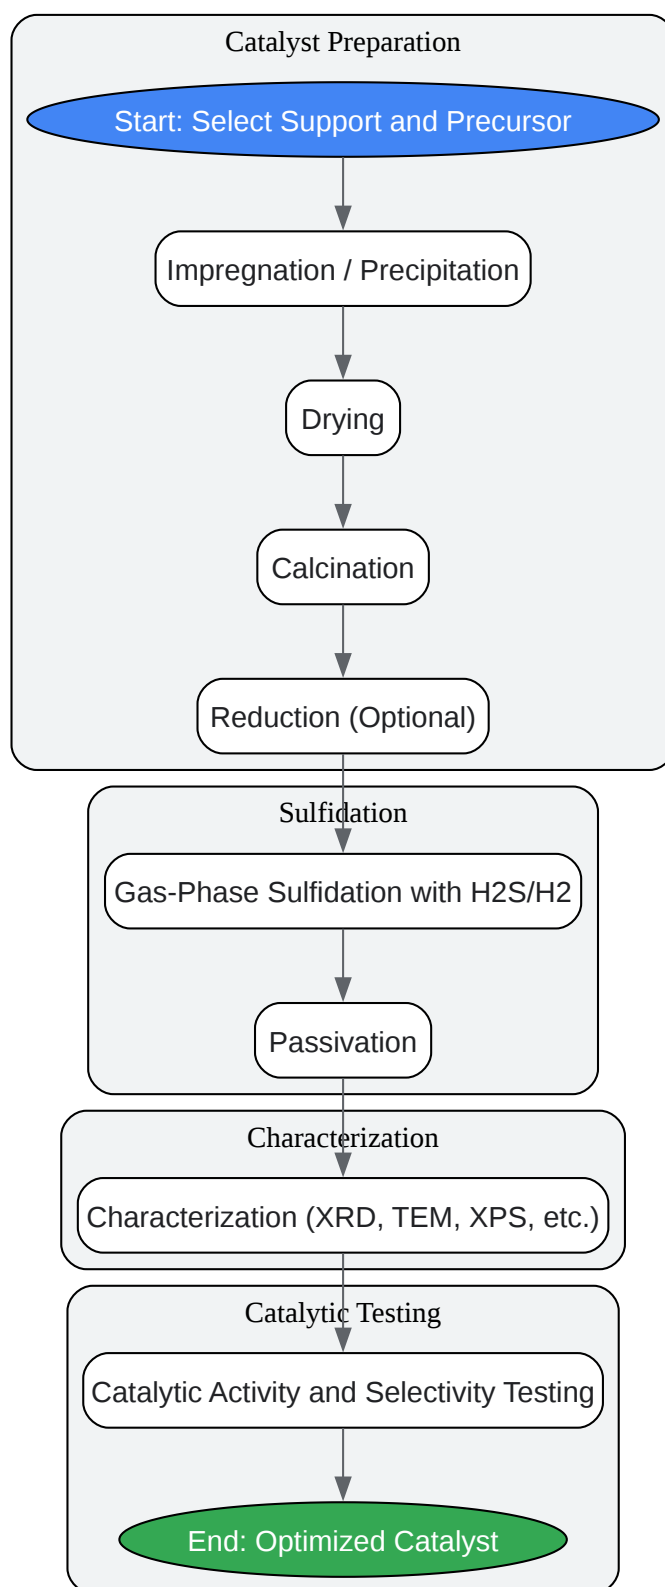 Catalyst Preparation
Start: Select Support and Precursor
Impregnation / Precipitation
Drying
Calcination
Reduction (Optional)
Sulfidation
Gas-Phase Sulfidation with H2S/H2
Passivation
Characterization
Characterization (XRD, TEM, XPS, etc.)
Catalytic Testing
Catalytic Activity and Selectivity Testing
End: Optimized Catalyst